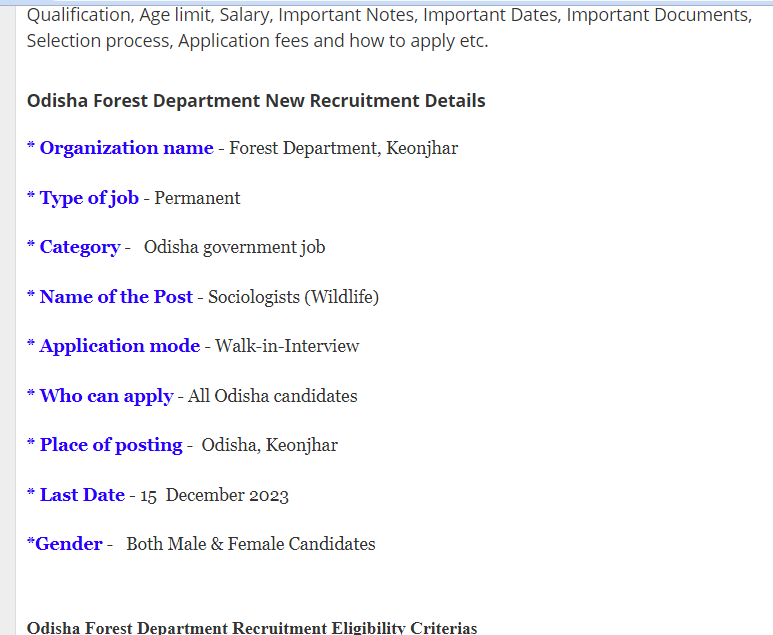 Qualification, Age limit, Salary, Important Notes, Important Dates, Important Documents,
Selection process, Application fees and how to apply etc.
Odisha Forest Department New Recruitment Details
* Organization name - Forest Department, Keonjhar
* Type of job - Permanent
* Category - Odisha government job
* Name of the Post - Sociologists (Wildlife)
* Application mode - Walk-in-Interview
* Who can apply - All Odisha candidates
* Place of posting - Odisha, Keonjhar
* Last Date - 15 December 2023
*Gender - Both Male & Female Candidates
Odisha Forest Department Recruitment Eligibility Criterias